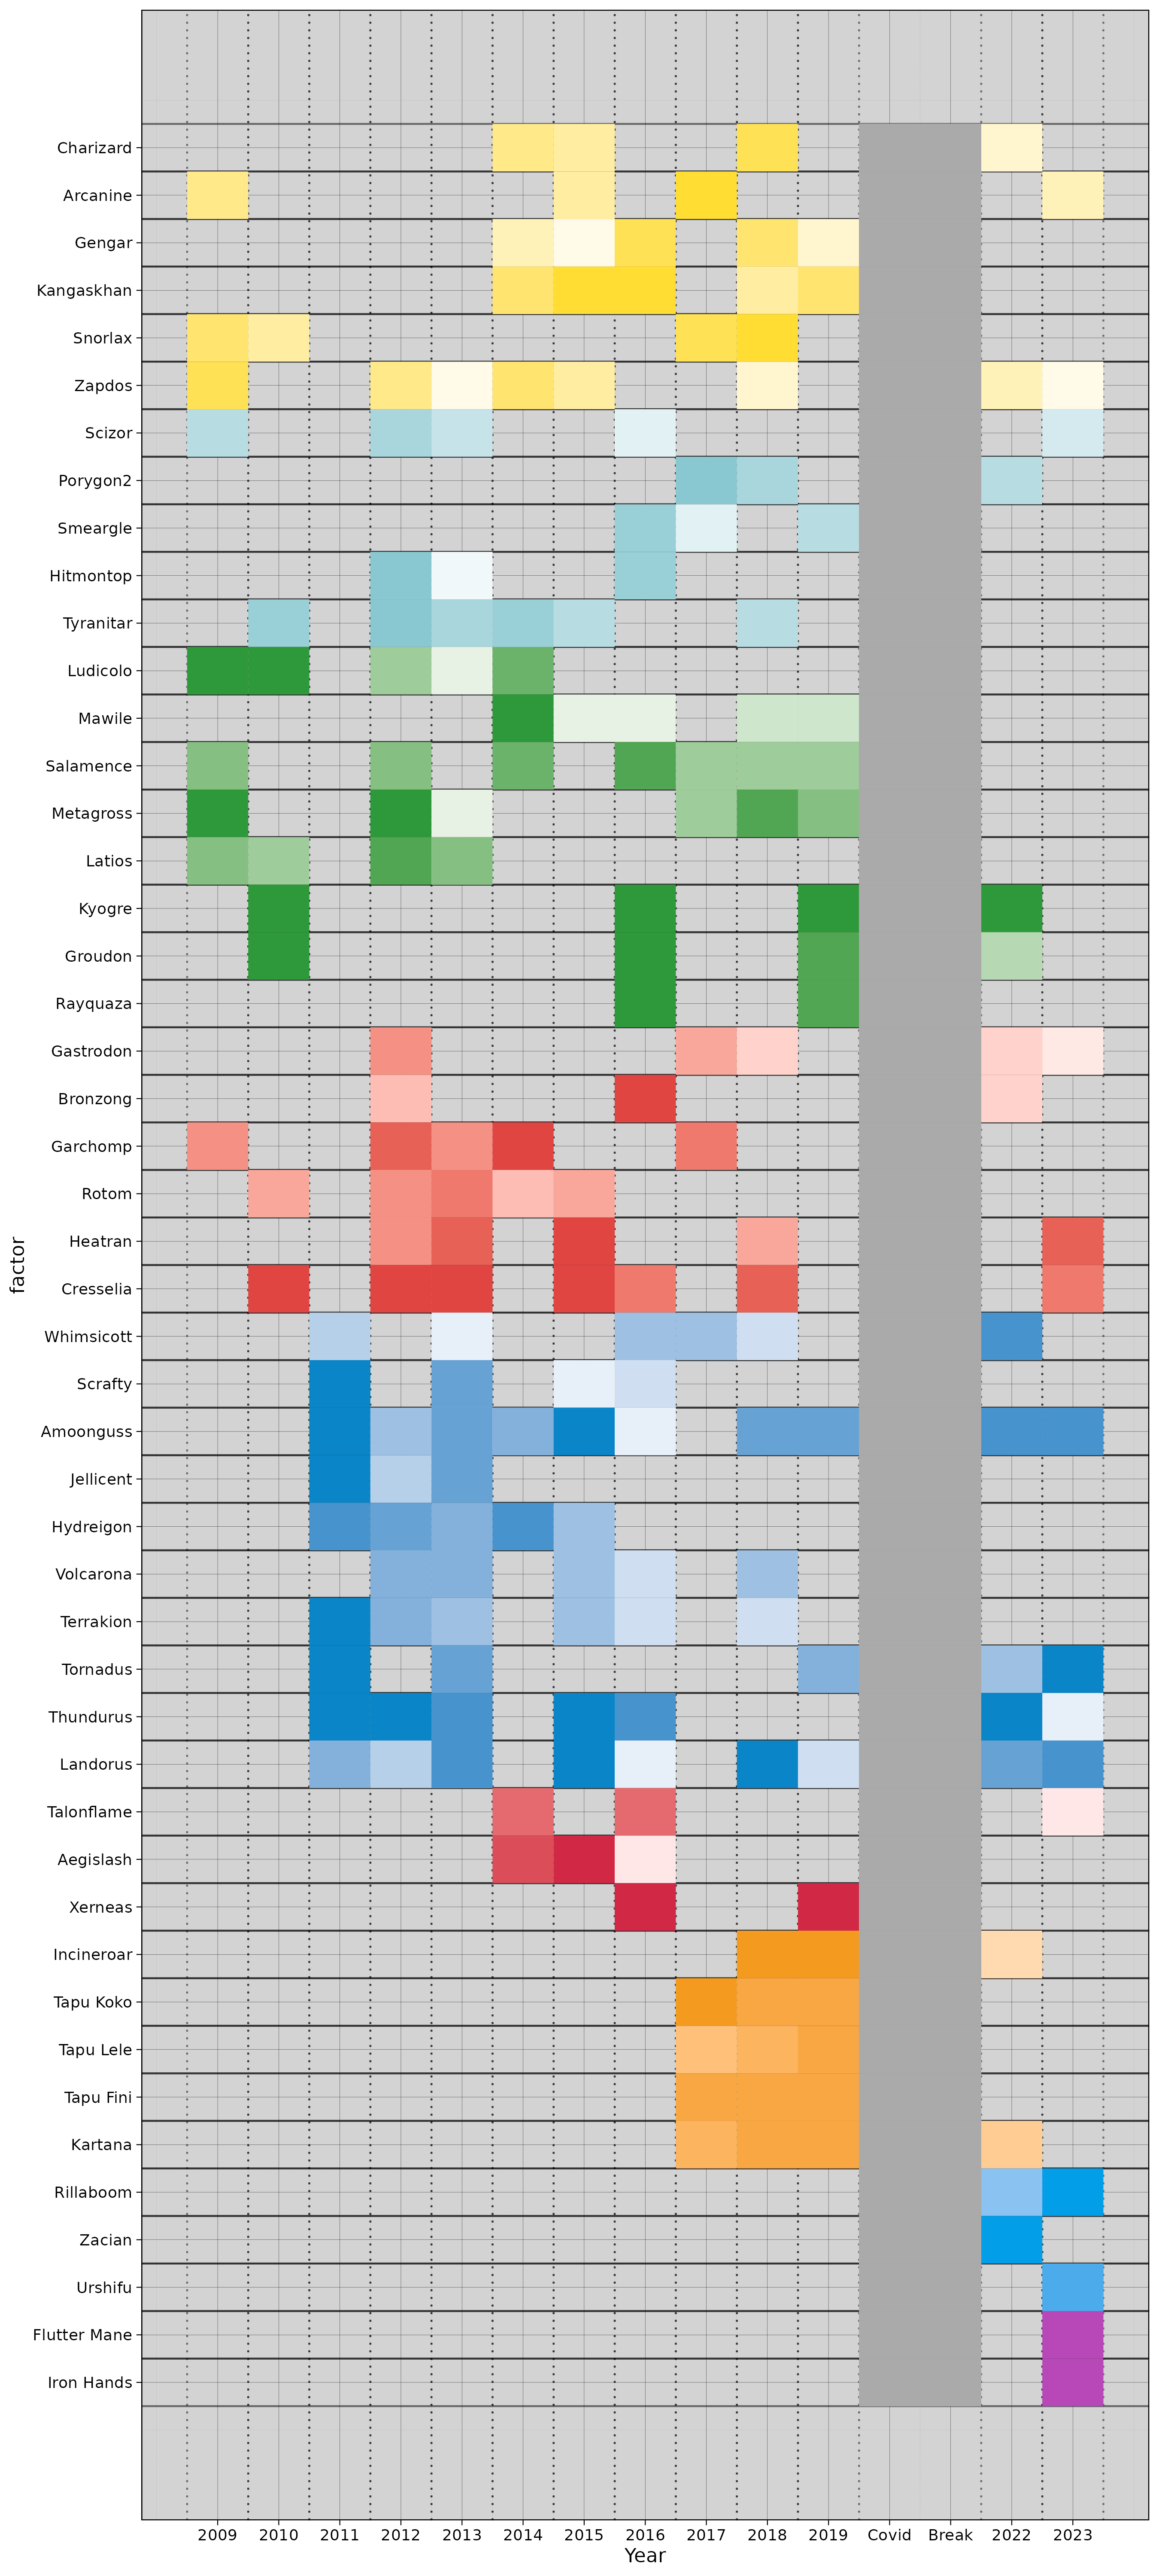 Charizard
Arcanine
Gengar
Kangaskhan
Snorlax
Zapdos
Scizor
Porygon2
Smeargle
Hitmontop
Tyranitar
Ludicolo
Mawile
Salamence
Metagross
Latios
Kyogre
Groudon
Rayquaza
Gastrodon
Bronzong
Garchomp
Rotom
Heatran
Cresselia
Whimsicott
Scrafty
Amoonguss
Jellicent
Hydreigon
Volcarona
Terrakion
Tornadus
Thundurus
Landorus
Talonflame
Aegislash
Xerneas
Incineroar
Tapu Koko
Tapu Lele
Tapu Fini
Kartana
Rillaboom
Zacian
Urshifu
Flutter Mane
Iron Hands
factor
2009 2010 2011 2012 2013 2014 2015 2016 2017 2018 2019 Covid Break 2022 2023
Year